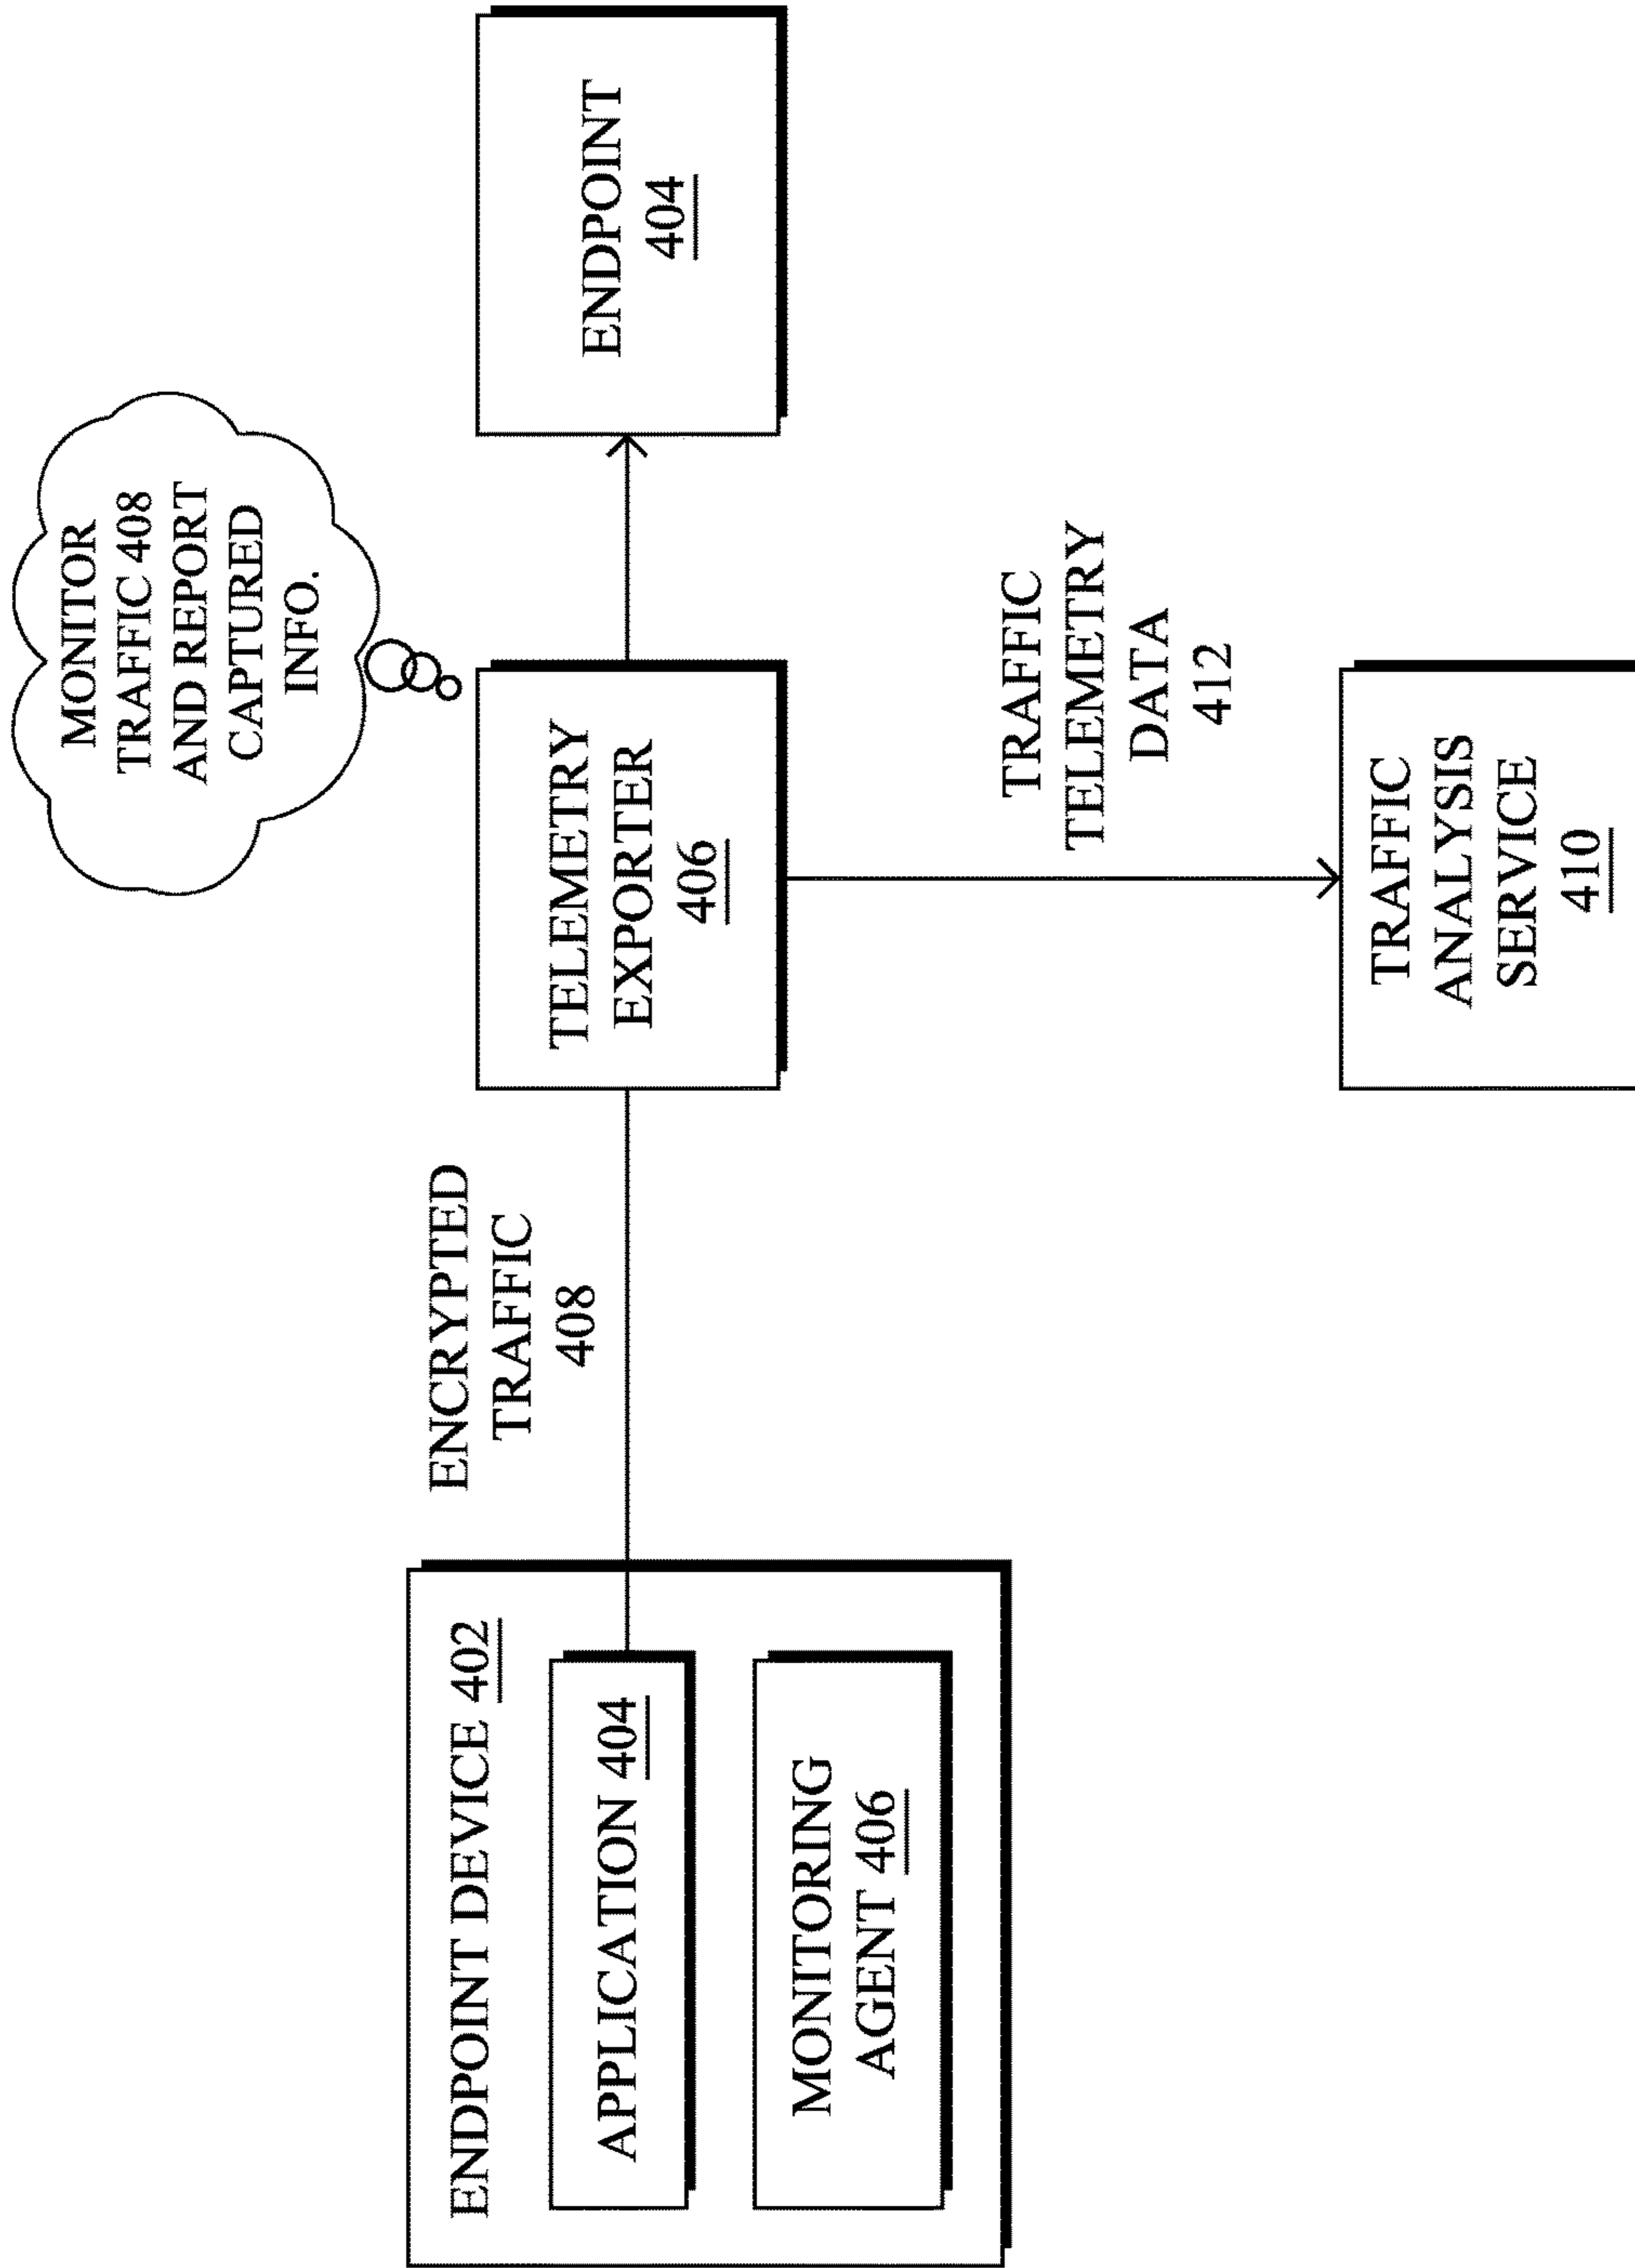 MONITOR
TRAFFIC 408
AND REPORT
CAPTURED
INFO.
ENDPOINT DEVICE 402
APPLICATION 404
MONITORING
AGENT 406
ENCRYPTED
TRAFFIC
408
TELEMETRY
EXPORTER
406
ENDPOINT
404
TRAFFIC
TELEMETRY
DATA
412
TRAFFIC
ANALYSIS
SERVICE
410